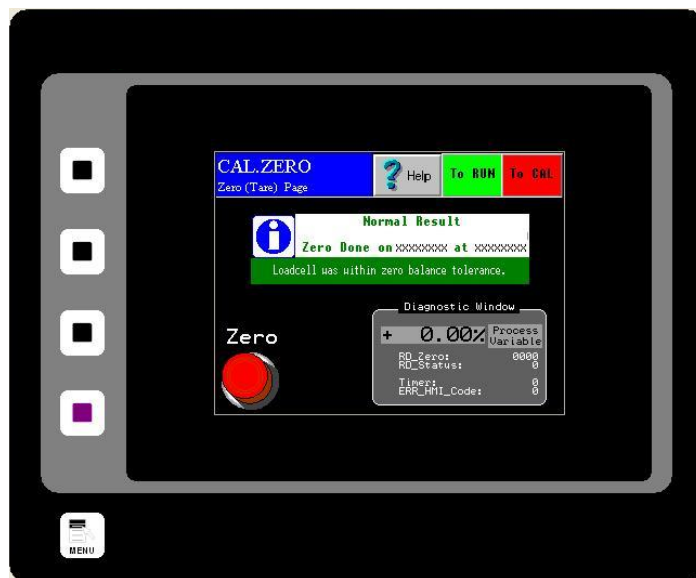 CAL.ZERO
Zero (Tare) Page
? Help
To RUN
To CAL
Normal Result
Zero Done on xxxxxxxx at xxxxxxxx
Loadcell was within zero balance tolerance.
Zero
Diagnostic Window
+ 0.00% Process Variable
RD_Zero: 0000
RD_Status: 0
Timer: 0
ERR_HMI_Code: 0
MENU